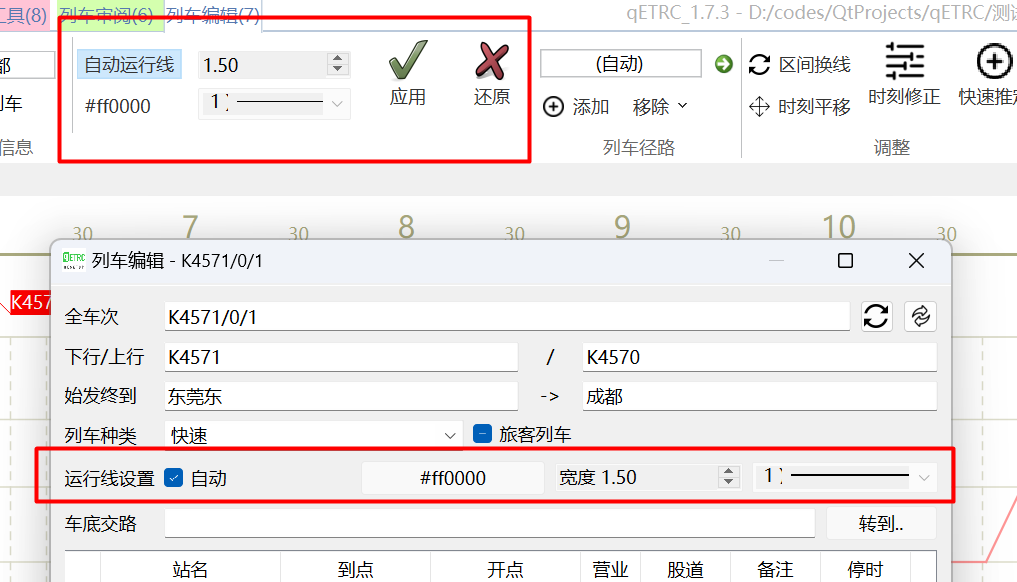 工具(8) 列车审阅(6) 列车编辑(7) qETRC_1.7.3 - D:/codes/QtProjects/qETRC/测试
都 自动运行线 1.50 应用 还原 (自动) 区间换线 时刻修正
列车 #ff0000 1) 添加 移除 时刻平移 快速推定
信息 列车径路 调整
30 7 30 8 30 9 30 10 30
列车编辑 - K4571/0/1
K457
全车次 K4571/0/1
下行/上行 K4571 / K4570
始发终到 东莞东 -> 成都
列车种类 快速 旅客列车
运行线设置 自动 #ff0000 宽度 1.50 1)
车底交路 转到..
站名 到点 开点 营业 股道 备注 停时